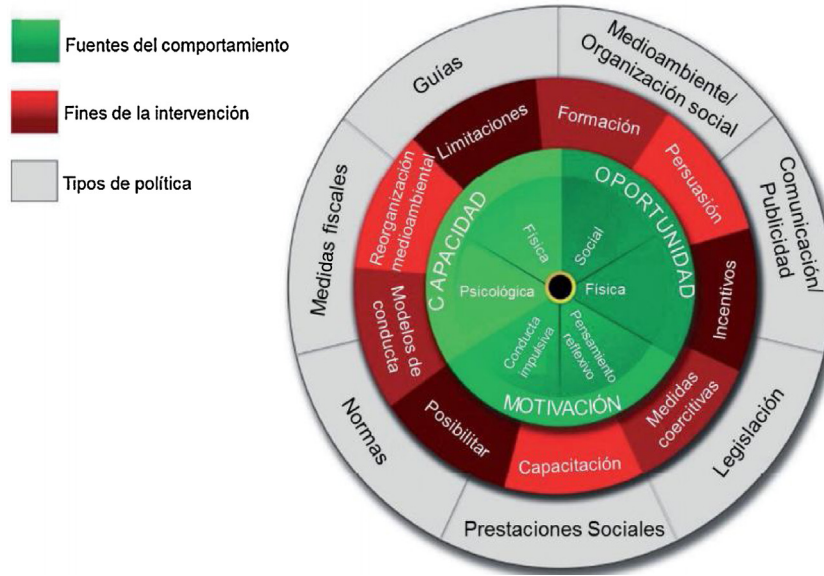 Fuentes del comportamiento
Fines de la intervención
Tipos de política
Guías
Medioambiente/
Organización social
Comunicación/
Publicidad
Legislación
Prestaciones Sociales
Normas
Medidas fiscales
Limitaciones
Formación
Persuasión
Incentivos
Medidas
coercitivas
Capacitación
Posibilitar
Modelos de
conducta
Reorganización
medioambiental
CAPACIDAD
OPORTUNIDAD
MOTIVACIÓN
Física
Social
Psicológica
Física
Conducta
impulsiva
Pensamiento
reflexivo